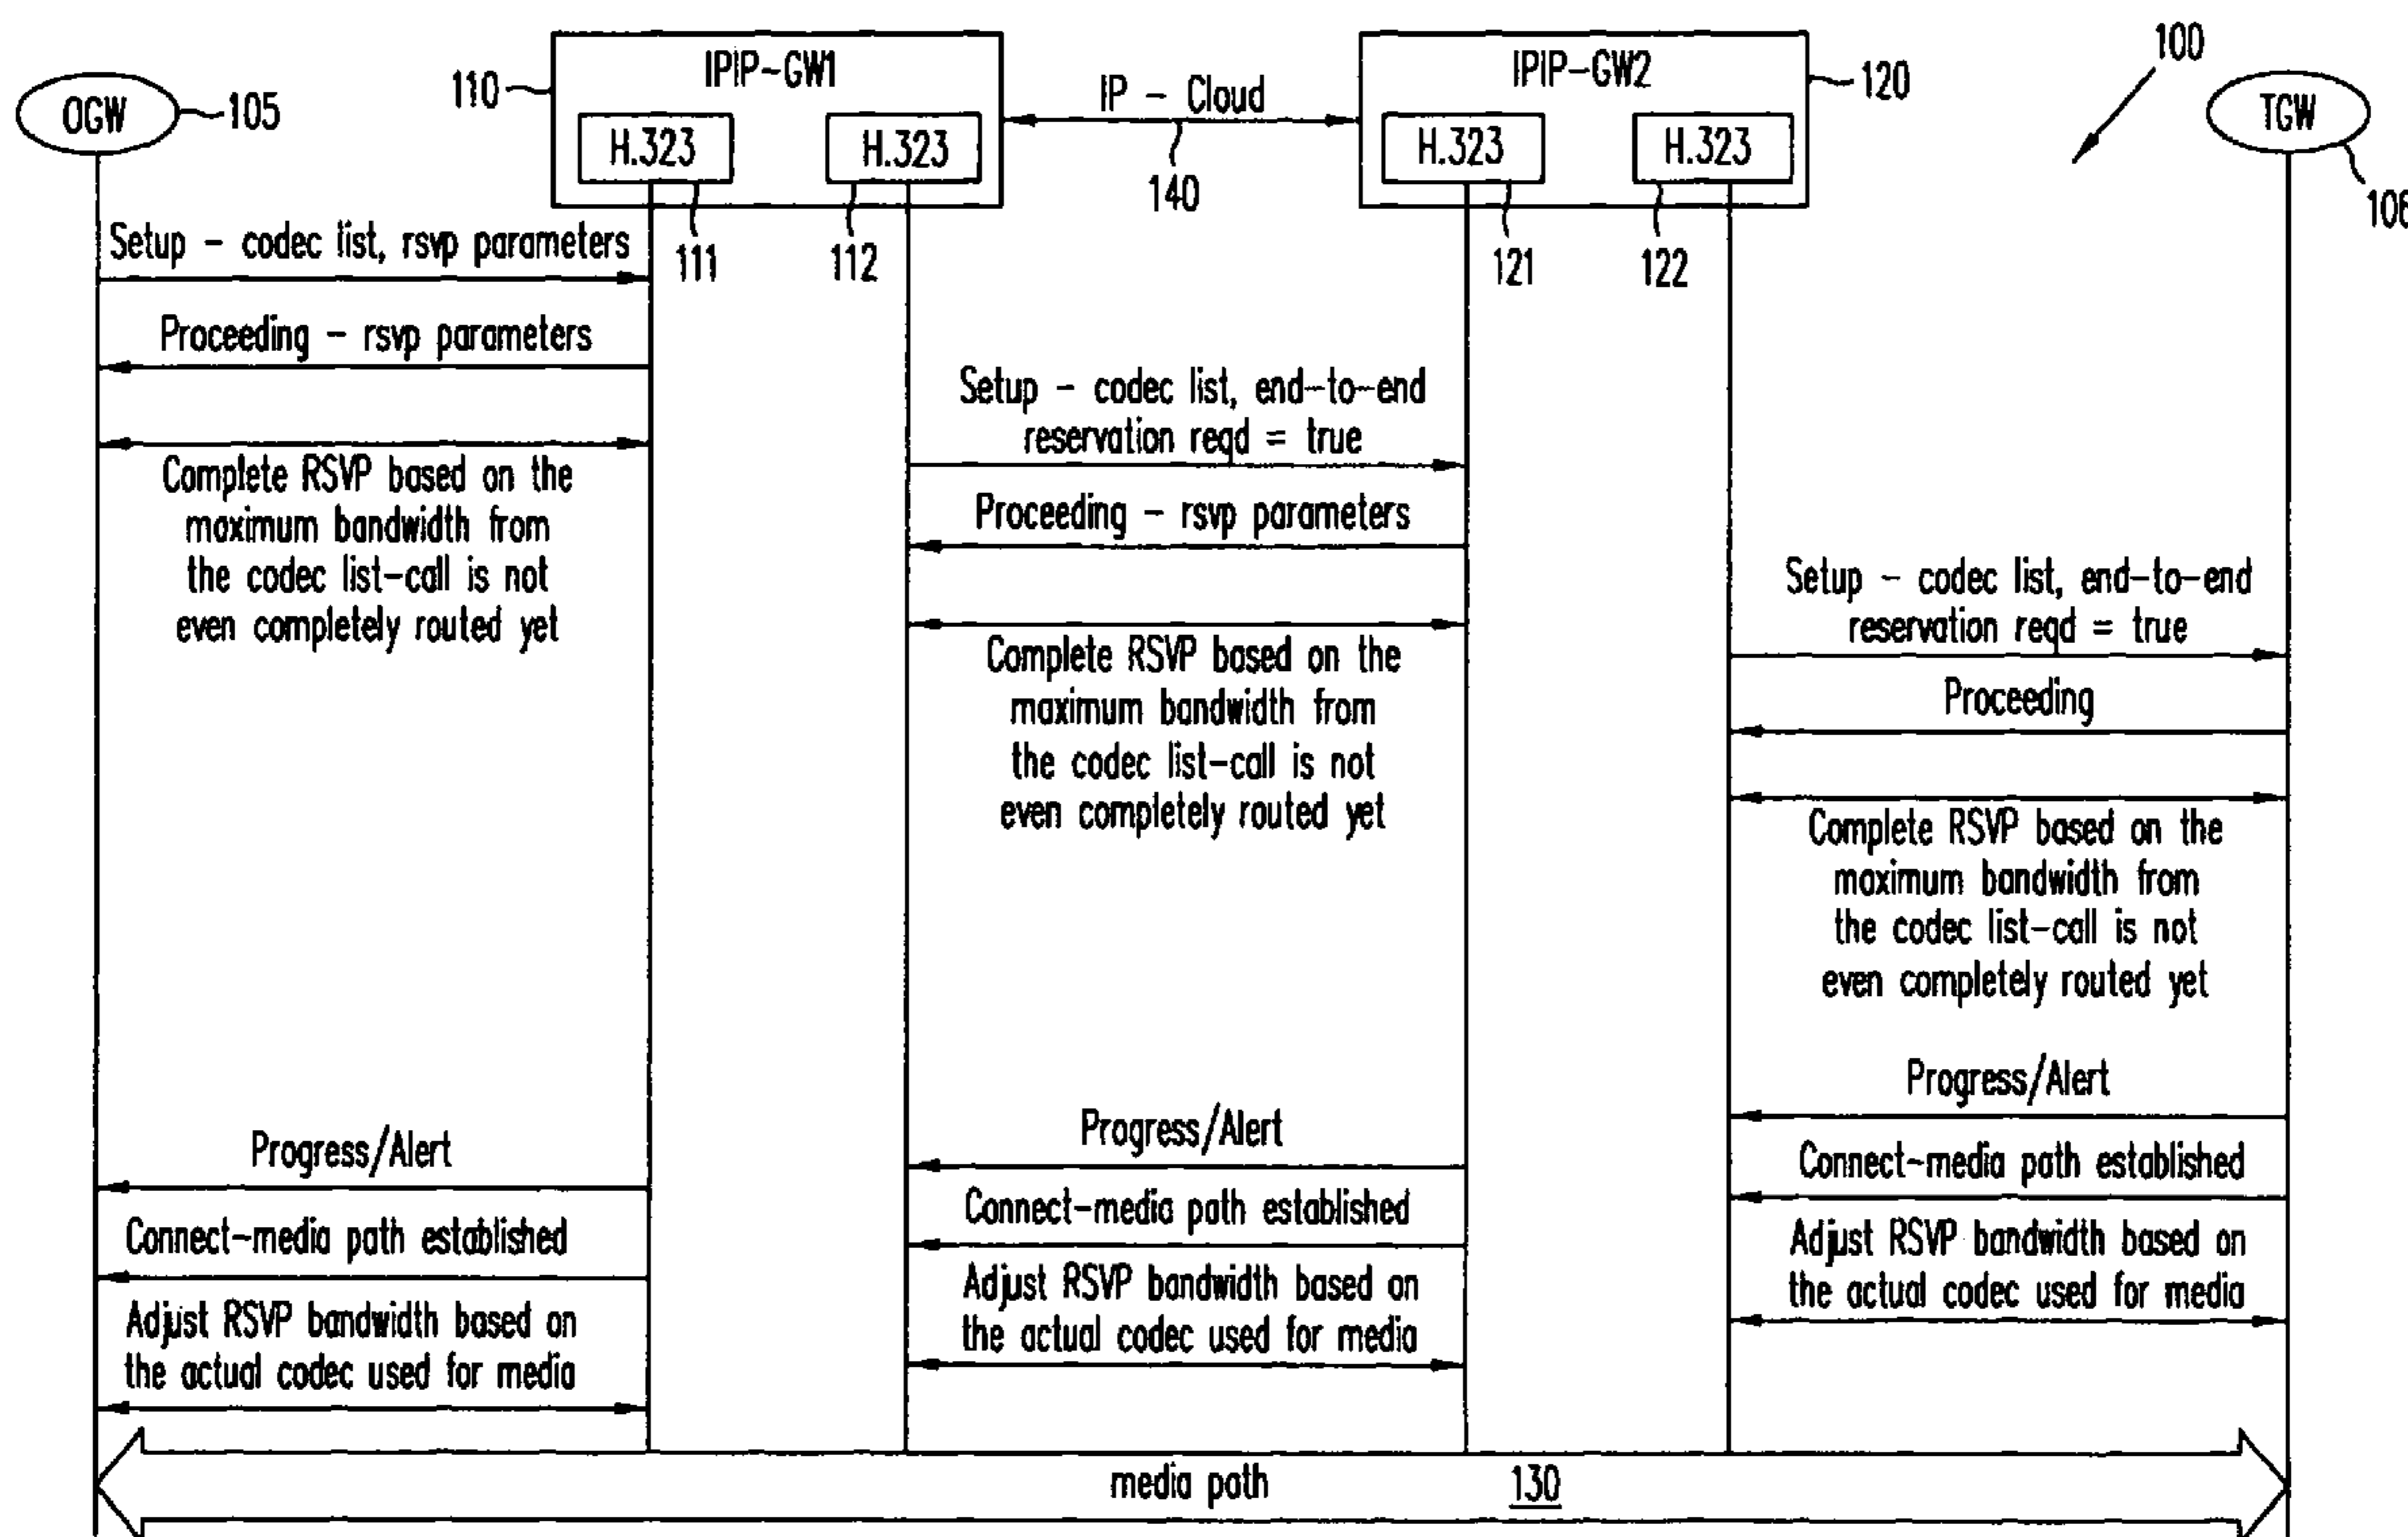 OGW
105
110
IPIP-GW1
H.323
H.323
111
112
IP - Cloud
140
IPIP-GW2
H.323
H.323
120
121
122
100
TGW
106
Setup - codec list, rsvp parameters
Proceeding - rsvp parameters
Complete RSVP based on the
maximum bandwidth from
the codec list-call is not
even completely routed yet
Setup - codec list, end-to-end
reservation reqd = true
Proceeding - rsvp parameters
Complete RSVP based on the
maximum bandwidth from
the codec list-call is not
even completely routed yet
Setup - codec list, end-to-end
reservation reqd = true
Proceeding
Complete RSVP based on the
maximum bandwidth from
the codec list-call is not
even completely routed yet
Progress/Alert
Connect-media path established
Adjust RSVP bandwidth based on
the actual codec used for media
Progress/Alert
Connect-media path established
Adjust RSVP bandwidth based on
the actual codec used for media
Progress/Alert
Connect-media path established
Adjust RSVP bandwidth based on
the actual codec used for media
media path 130